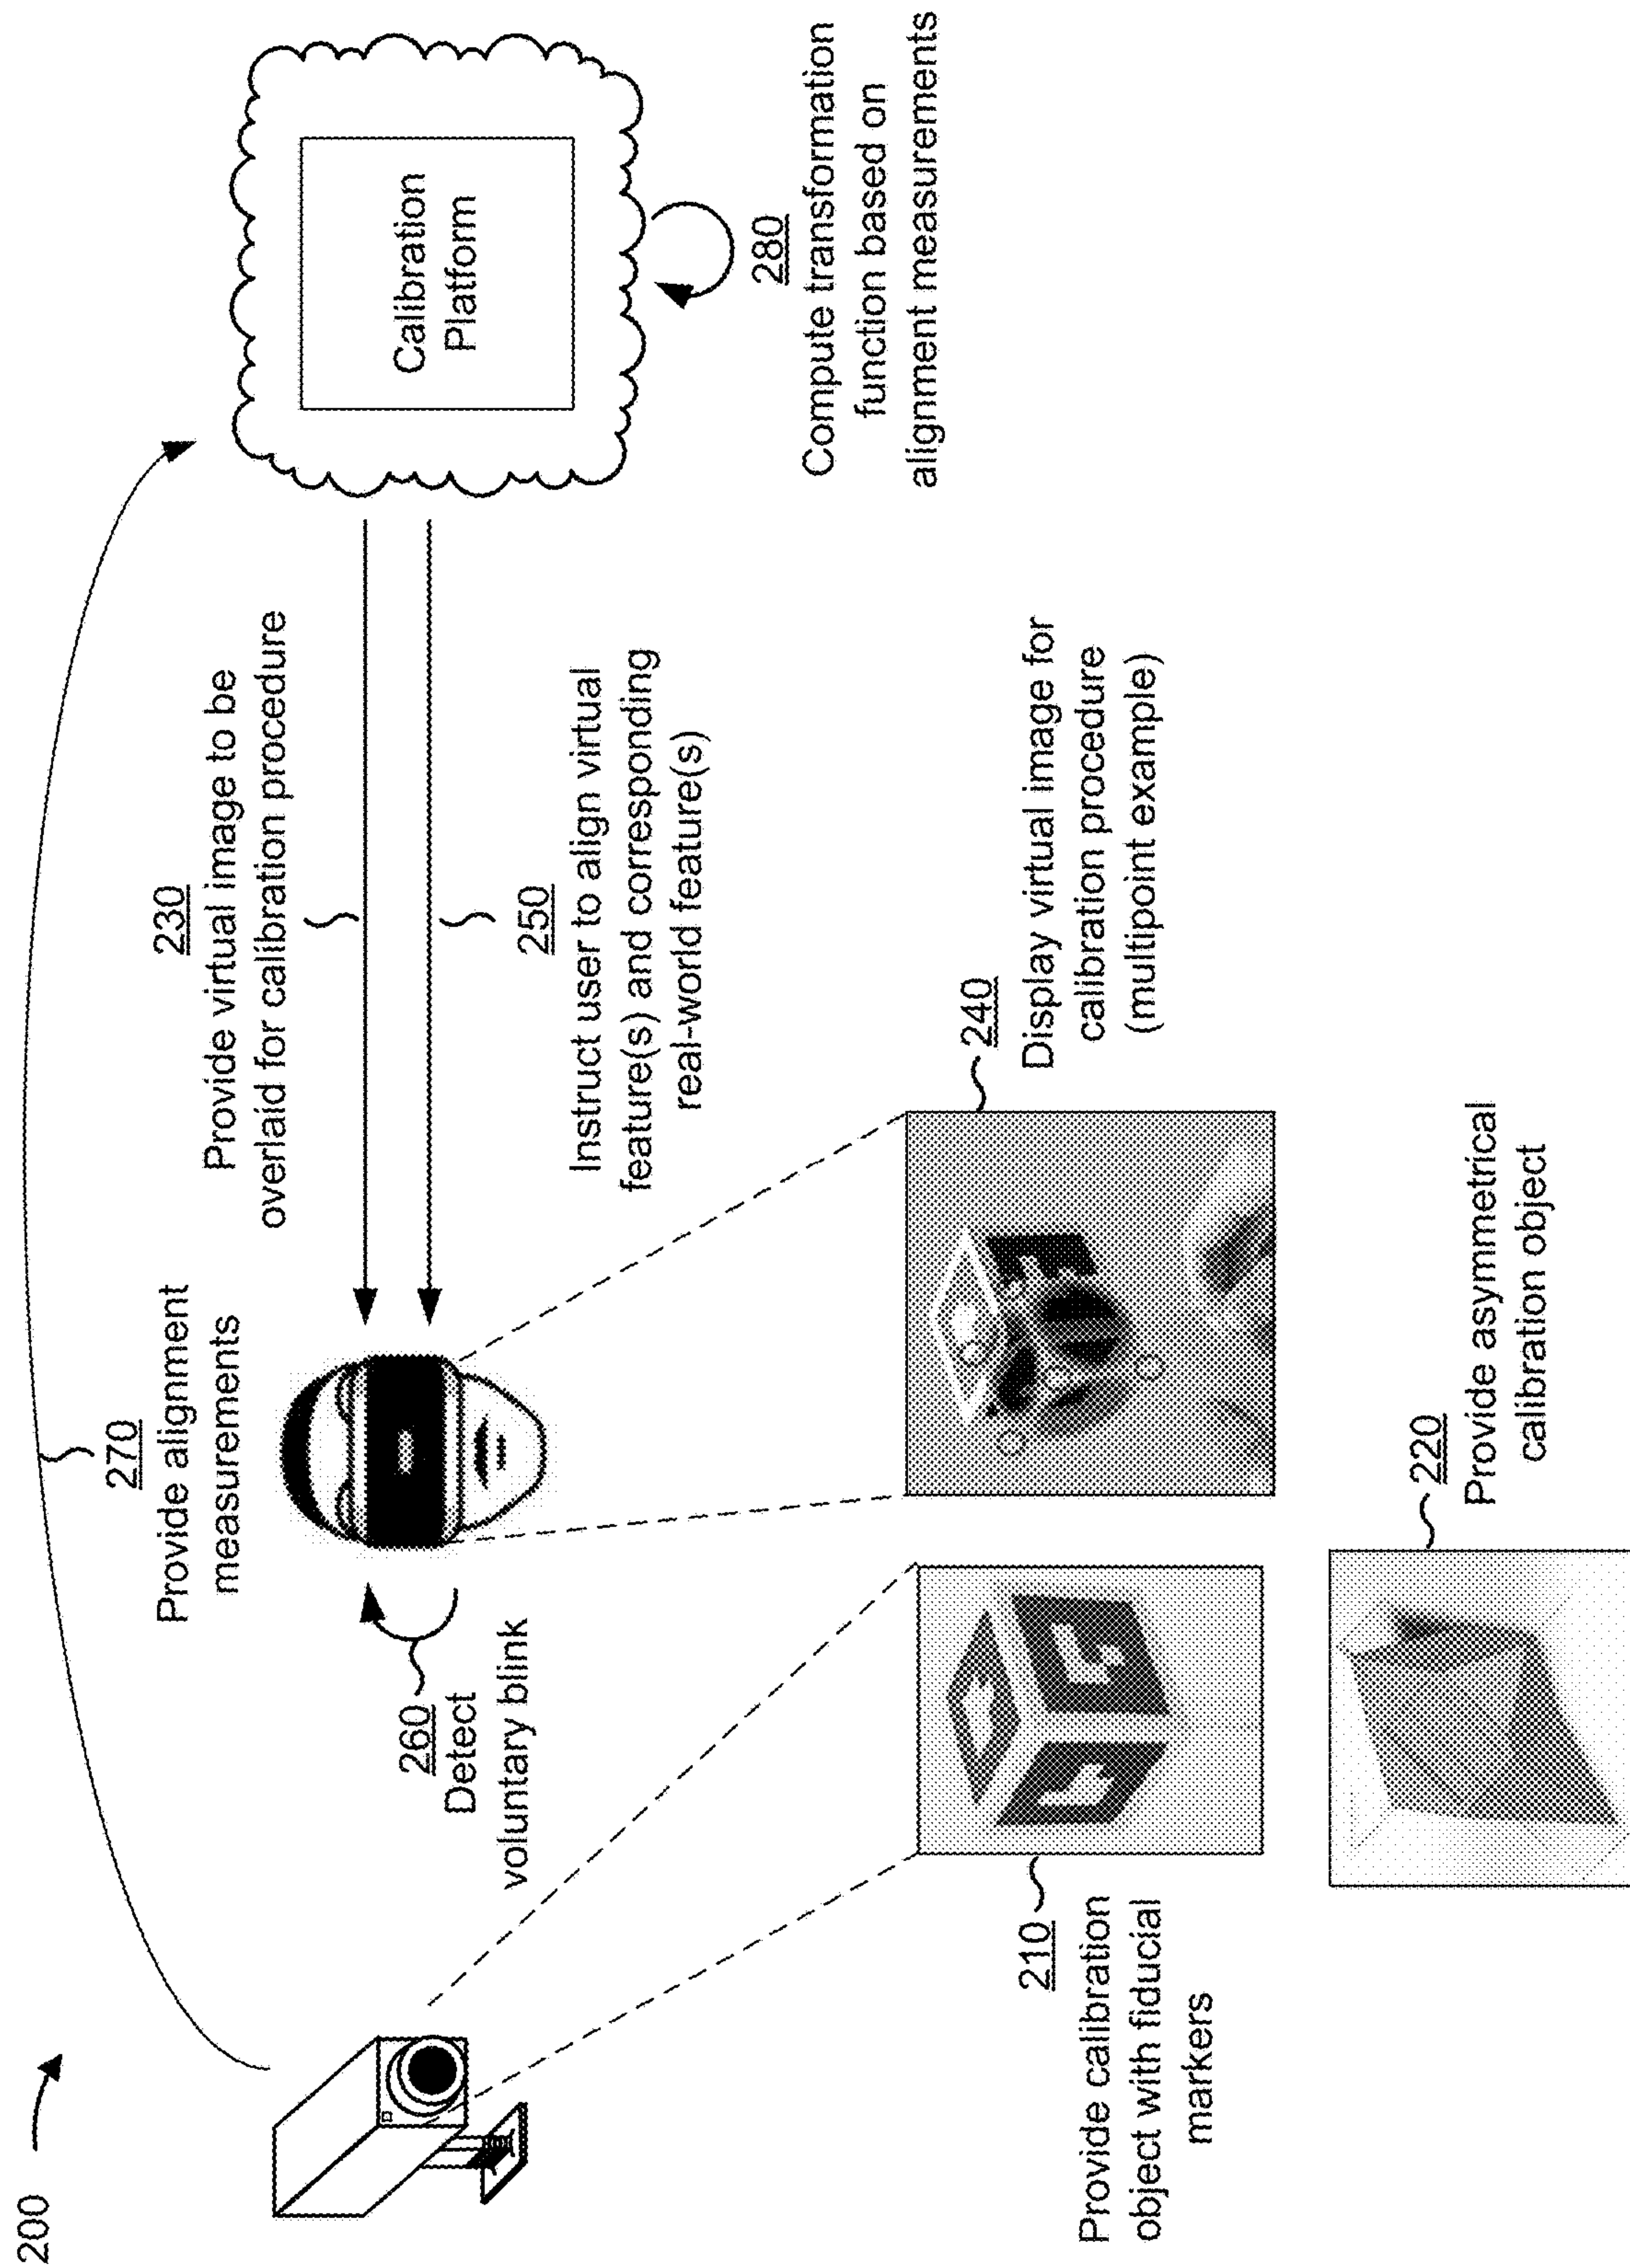 200
270
Provide alignment
measurements
230
Provide virtual image to be
overlaid for calibration procedure
Calibration
Platform
250
Instruct user to align virtual
feature(s) and corresponding
real-world feature(s)
260
Detect
voluntary blink
280
Compute transformation
function based on
alignment measurements
210
Provide calibration
object with fiducial
markers
240
Display virtual image for
calibration procedure
(multipoint example)
220
Provide asymmetrical
calibration object